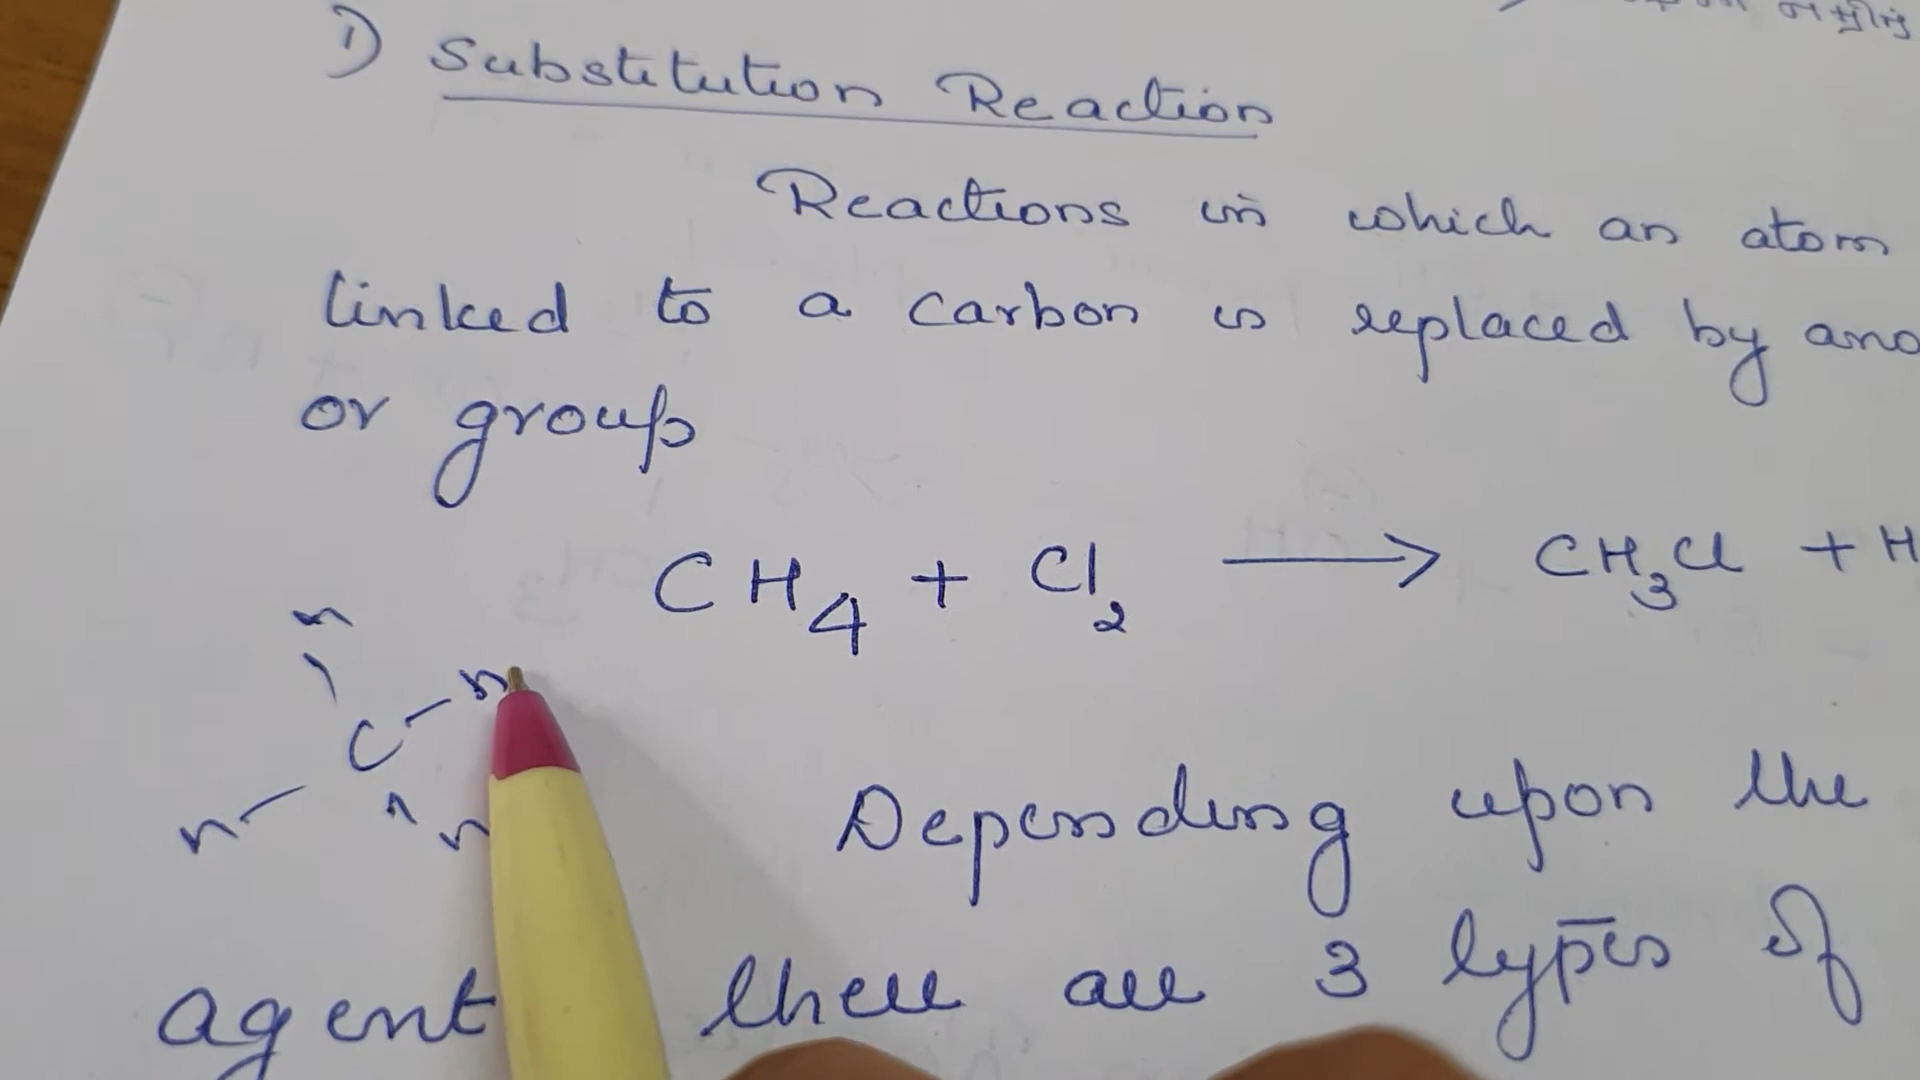 1) Substitution Reaction
Reactions in which an atom
linked to a carbon is replaced by ano
or group
CH₄ + Cl₂ → CH₃Cl + H
C
Depending upon the
agent there are 3 types of